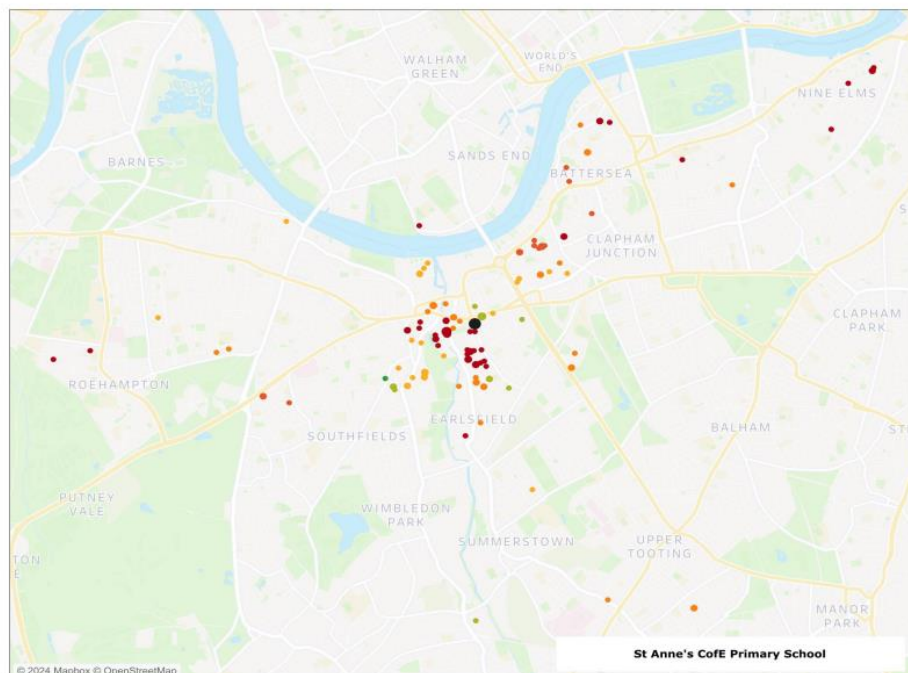 WALHAM
GREEN
WORLD'S
END
NINE ELMS
BARNES
SANDS END
BATTERSEA
CLAPHAM
JUNCTION
CLAPHAM
PARK
ROEHAMPTON
EARLSFIELD
BALHAM
SOUTHFIELDS
PUTNEY
VALE
WIMBLEDON
PARK
SUMMERSTOWN
UPPER
TOOTING
MANOR
PARK
St Anne's CofE Primary School
© 2024 Mapbox © OpenStreetMap